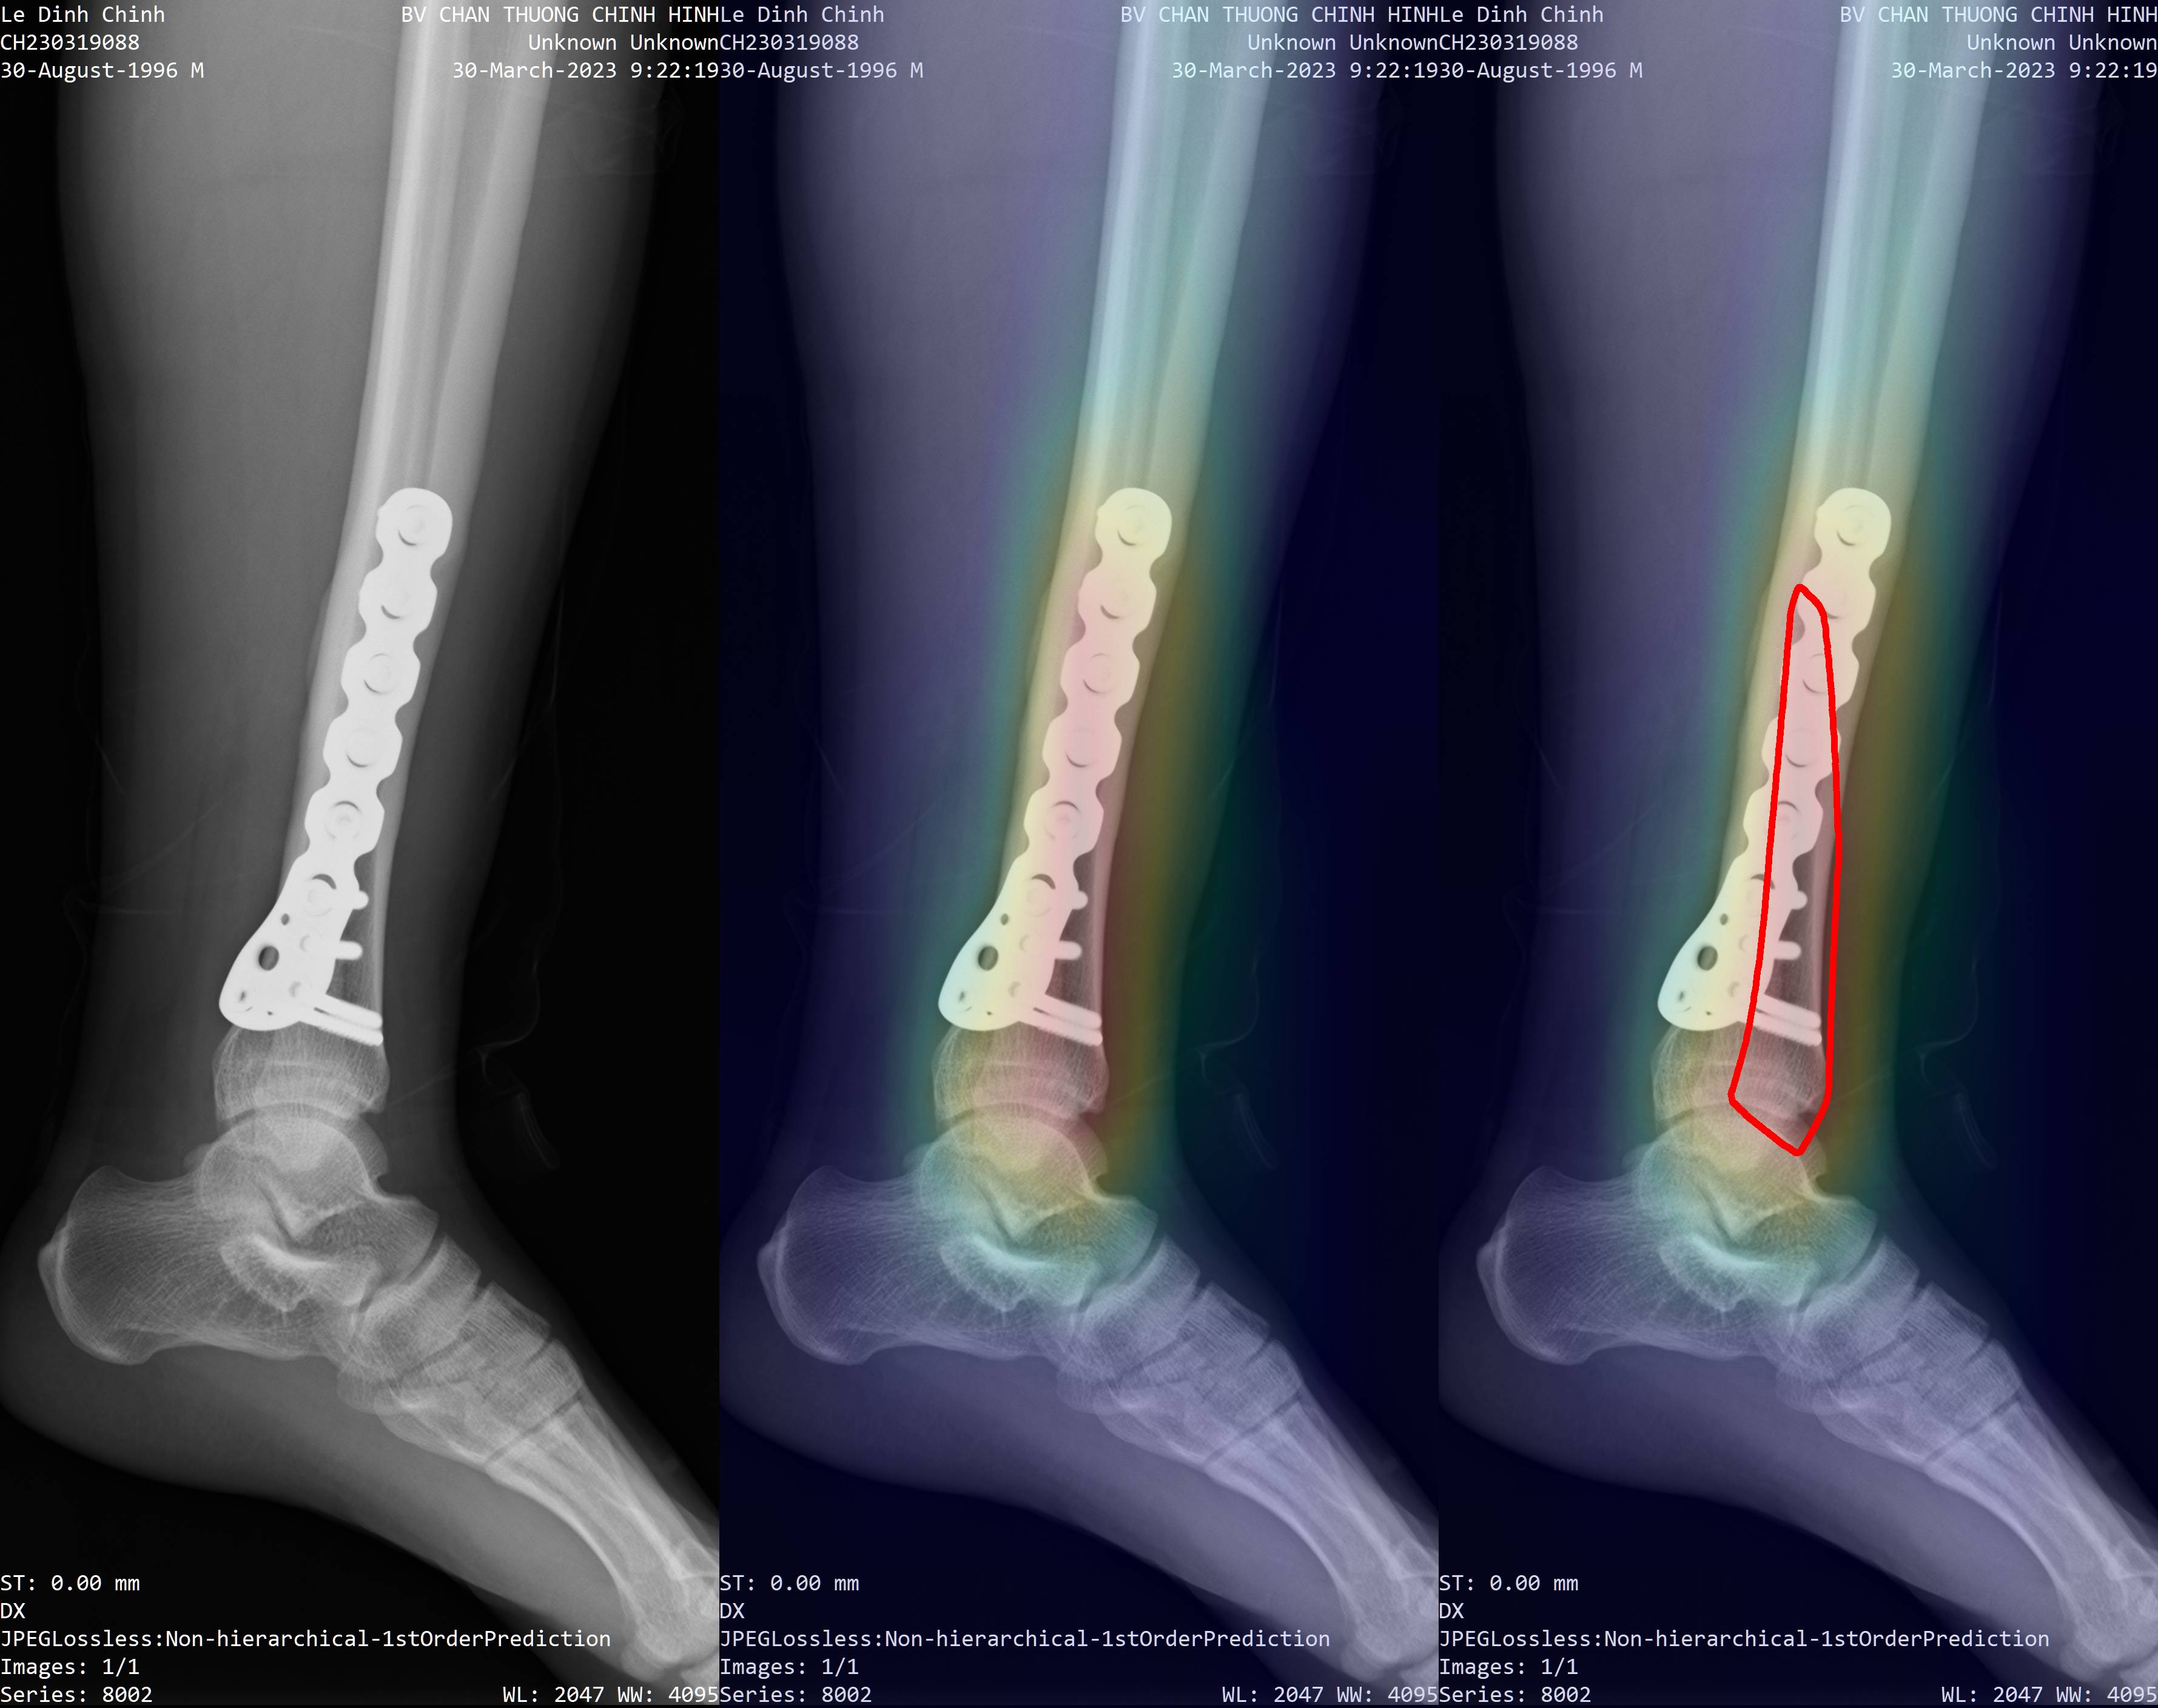 Le Dinh Chinh BV CHAN THUONG CHINH HINH
CH230319088 Unknown Unknown
30-August-1996 M 30-March-2023 9:22:19
ST: 0.00 mm
DX
JPEGLossless:Non-hierarchical-1stOrderPrediction
Images: 1/1
Series: 8002 WL: 2047 WW: 4095
Le Dinh Chinh BV CHAN THUONG CHINH HINH
CH230319088 Unknown Unknown
30-August-1996 M 30-March-2023 9:22:19
ST: 0.00 mm
DX
JPEGLossless:Non-hierarchical-1stOrderPrediction
Images: 1/1
Series: 8002 WL: 2047 WW: 4095
Le Dinh Chinh BV CHAN THUONG CHINH HINH
CH230319088 Unknown Unknown
30-August-1996 M 30-March-2023 9:22:19
ST: 0.00 mm
DX
JPEGLossless:Non-hierarchical-1stOrderPrediction
Images: 1/1
Series: 8002 WL: 2047 WW: 4095